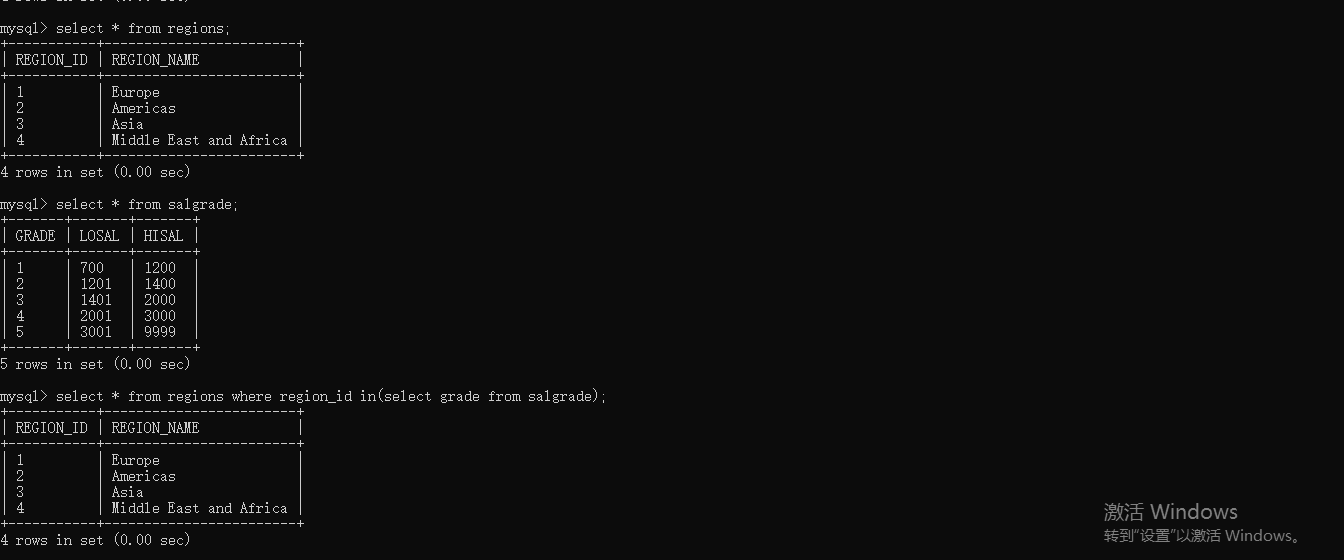 mysql> select * from regions;
+-----------+------------------------+
| REGION_ID | REGION_NAME            |
+-----------+------------------------+
| 1         | Europe                 |
| 2         | Americas               |
| 3         | Asia                   |
| 4         | Middle East and Africa |
+-----------+------------------------+
4 rows in set (0.00 sec)
mysql> select * from salgrade;
+-------+-------+-------+
| GRADE | LOSAL | HISAL |
+-------+-------+-------+
| 1     | 700   | 1200  |
| 2     | 1201  | 1400  |
| 3     | 1401  | 2000  |
| 4     | 2001  | 3000  |
| 5     | 3001  | 9999  |
+-------+-------+-------+
5 rows in set (0.00 sec)
mysql> select * from regions where region_id in(select grade from salgrade);
+-----------+------------------------+
| REGION_ID | REGION_NAME            |
+-----------+------------------------+
| 1         | Europe                 |
| 2         | Americas               |
| 3         | Asia                   |
| 4         | Middle East and Africa |
+-----------+------------------------+
4 rows in set (0.00 sec)
激活 Windows
转到"设置"以激活 Windows。